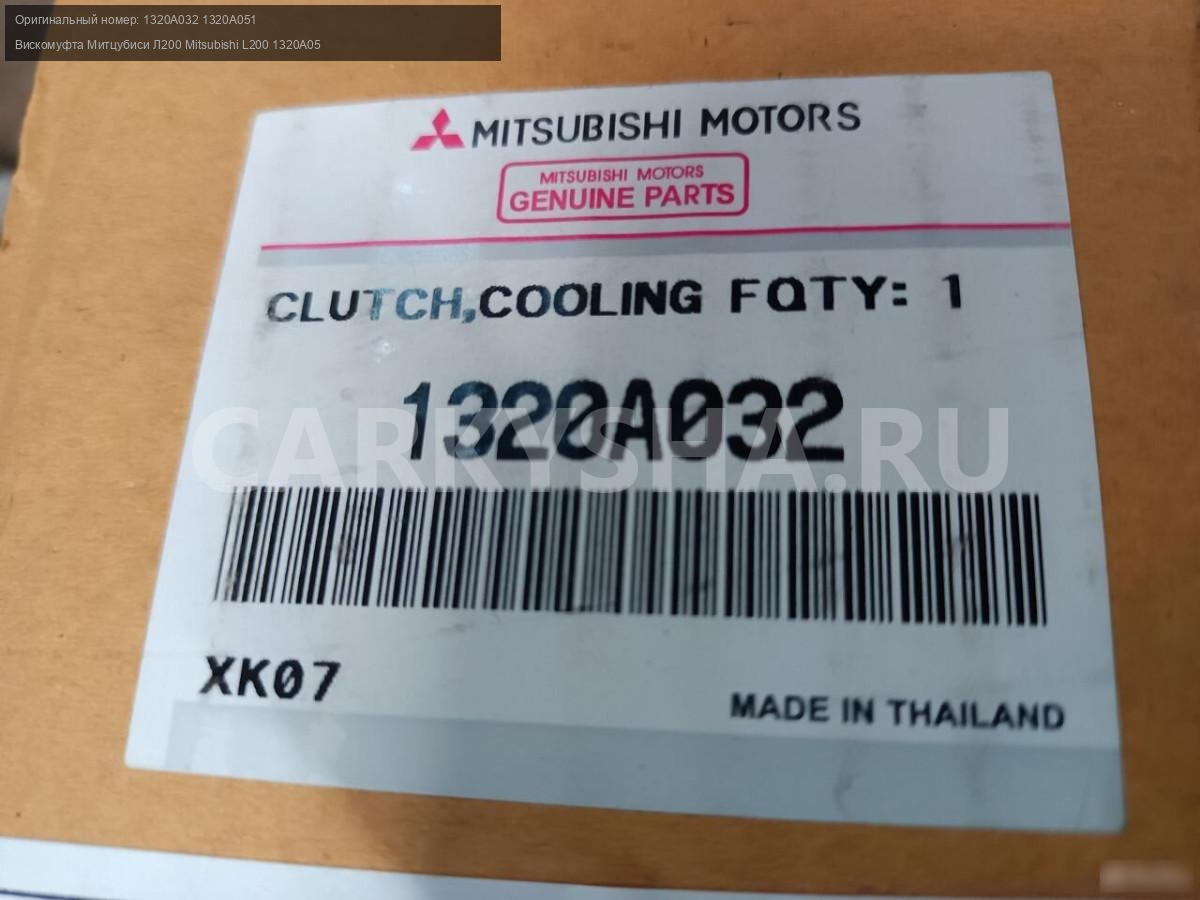 Оригинальный номер: 1320A032 1320A051
Вискомуфта Митцубиси Л200 Mitsubishi L200 1320A05
MITSUBISHI MOTORS
MITSUBISHI MOTORS
GENUINE PARTS
CLUTCH,COOLING FQTY: 1
1320A032
CARKYSHA.RU
XK07
MADE IN THAILAND